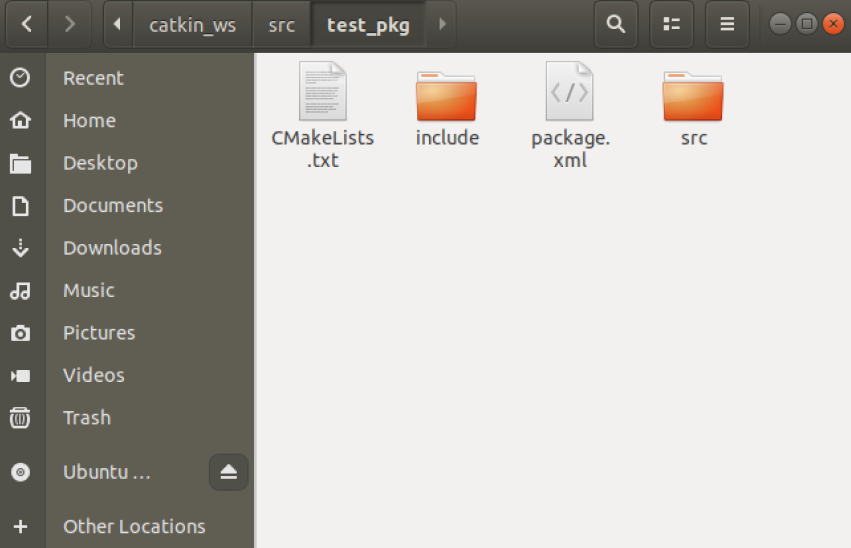 catkin_ws src test_pkg
Recent
Home
Desktop
Documents
Downloads
Music
Pictures
Videos
Trash
Ubuntu ...
Other Locations
CMakeLists
.txt
include
package.
xml
src